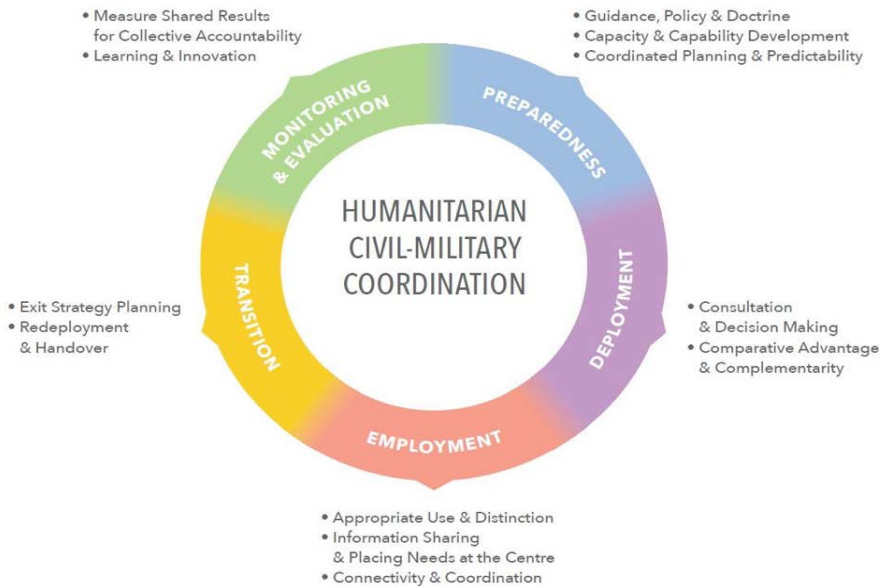 • Measure Shared Results
for Collective Accountability
• Learning & Innovation
• Guidance, Policy & Doctrine
• Capacity & Capability Development
• Coordinated Planning & Predictability
MONITORING
& EVALUATION
PREPAREDNESS
HUMANITARIAN
CIVIL-MILITARY
COORDINATION
TRANSITION
DEPLOYMENT
• Exit Strategy Planning
• Redeployment
& Handover
• Consultation
& Decision Making
• Comparative Advantage
& Complementarity
EMPLOYMENT
• Appropriate Use & Distinction
• Information Sharing
& Placing Needs at the Centre
• Connectivity & Coordination